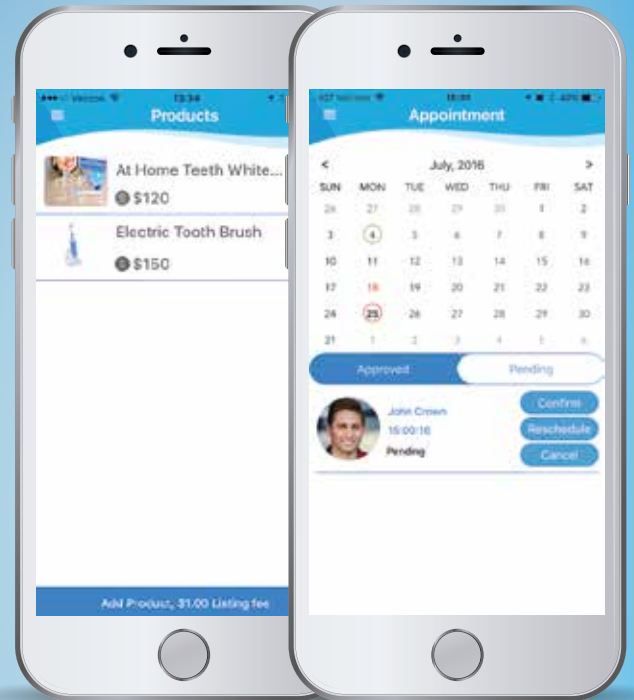 Verizon 13:34
Products
At Home Teeth White...
$120
Electric Tooth Brush
$150
Add Product, $1.00 Listing fee
Appointment
< July, 2016 >
SUN MON TUE WED THU FRI SAT
26 27 28 29 30 1 2
3 4 5 6 7 8 9
10 11 12 13 14 15 16
17 18 19 20 21 22 23
24 25 26 27 28 29 30
31 1 2 3 4 5 6
Approved Pending
John Crown
15:00:16
Pending
Confirm
Reschedule
Cancel